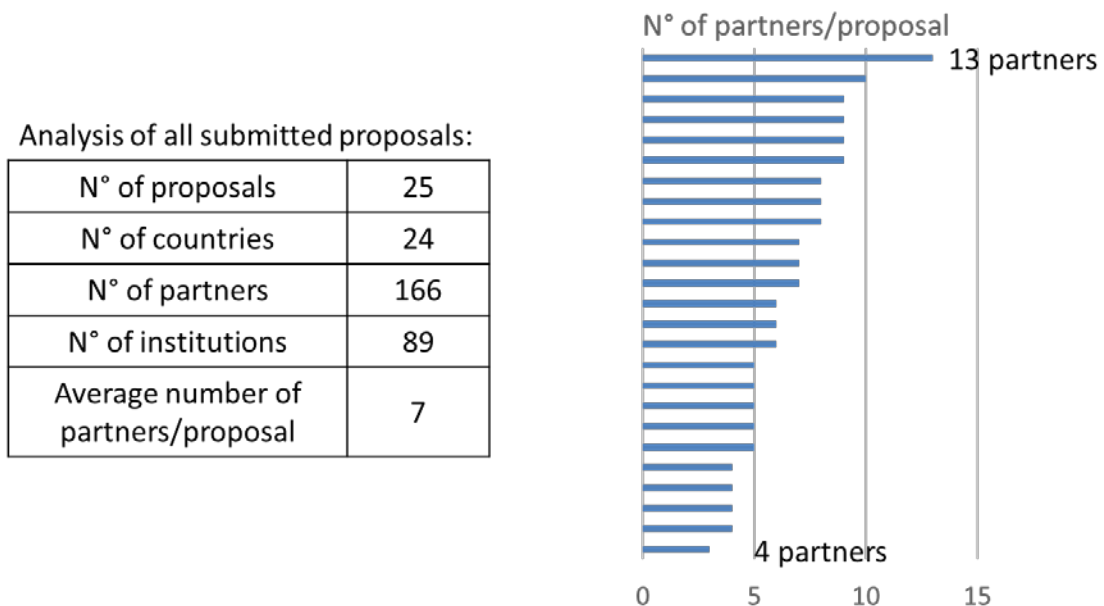 Analysis of all submitted proposals:
N° of proposals 25
N° of countries 24
N° of partners 166
N° of institutions 89
Average number of
partners/proposal 7
N° of partners/proposal
13 partners
4 partners
0 5 10 15